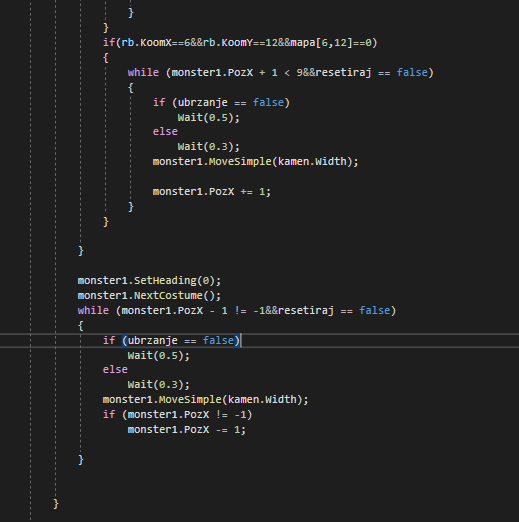 }
}
if(rb.KoomX==6&&rb.KoomY==12&&mapa[6,12]==0)
{
while (monster1.PozX + 1 < 9&&resetiraj == false)
{
if (ubrzanje == false)
Wait(0.5);
else
Wait(0.3);
monster1.MoveSimple(kamen.Width);
monster1.PozX += 1;
}
}
}
monster1.SetHeading(0);
monster1.NextCostume();
while (monster1.PozX - 1 != -1&&resetiraj == false)
{
if (ubrzanje == false)
Wait(0.5);
else
Wait(0.3);
monster1.MoveSimple(kamen.Width);
if (monster1.PozX != -1)
monster1.PozX -= 1;
}
}